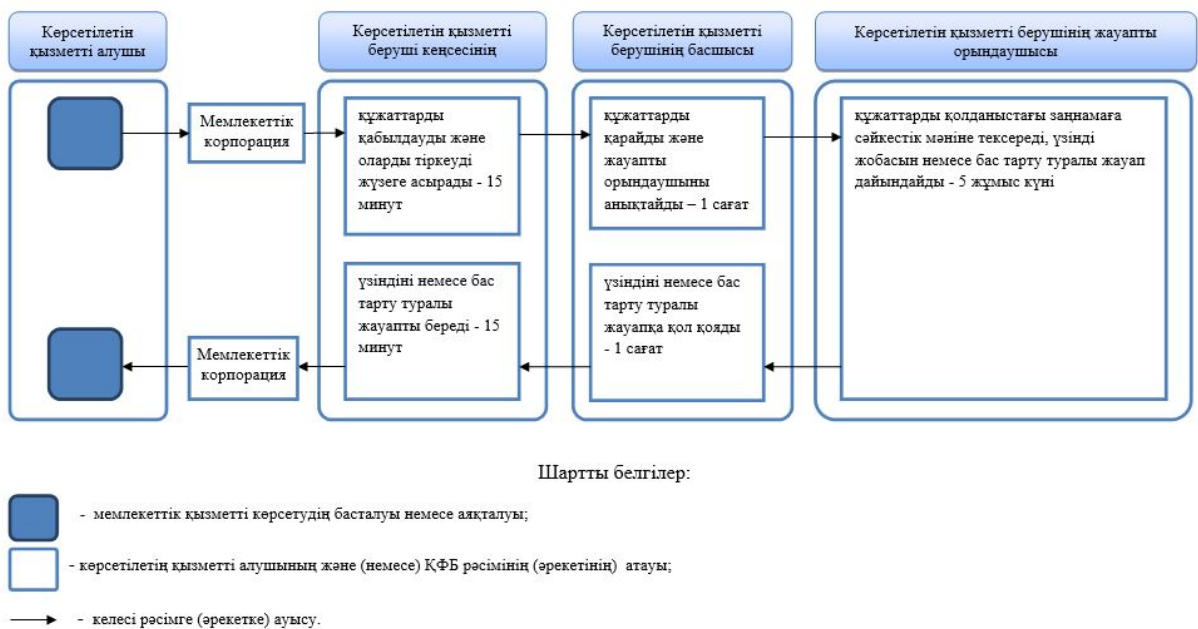 Көрсетілетін
қызметті алушы
Көрсетілетін қызметті
беруші кеңсесінің
Көрсетілетін қызметті
берушінің басшысы
Көрсетілетін қызметті берушінің жауапты
орындаушысы
Мемлекеттік
корпорация
құжаттарды
қабылдауды және
оларды тіркеуді
жүзеге асырады - 15
минут
құжаттарды
қарайды және
жауапты
орындаушыны
анықтайды – 1 сағат
құжаттарды қолданыстағы заңнамаға
сәйкестік мәніне тексереді, үзінді
жобасын немесе бас тарту туралы жауап
дайындайды - 5 жұмыс күні
Мемлекеттік
корпорация
үзіндіні немесе бас
тарту туралы
жауапты береді - 15
минут
үзіндіні немесе бас
тарту туралы
жауапқа қол қояды
- 1 сағат
Шартты белгілер:
- мемлекеттік қызметті көрсетудің басталуы немесе аяқталуы;
- көрсетілетің қызметті алушының және (немесе) ҚФБ рәсімінің (әрекетінің) атауы;
- келесі рәсімге (әрекетке) ауысу.